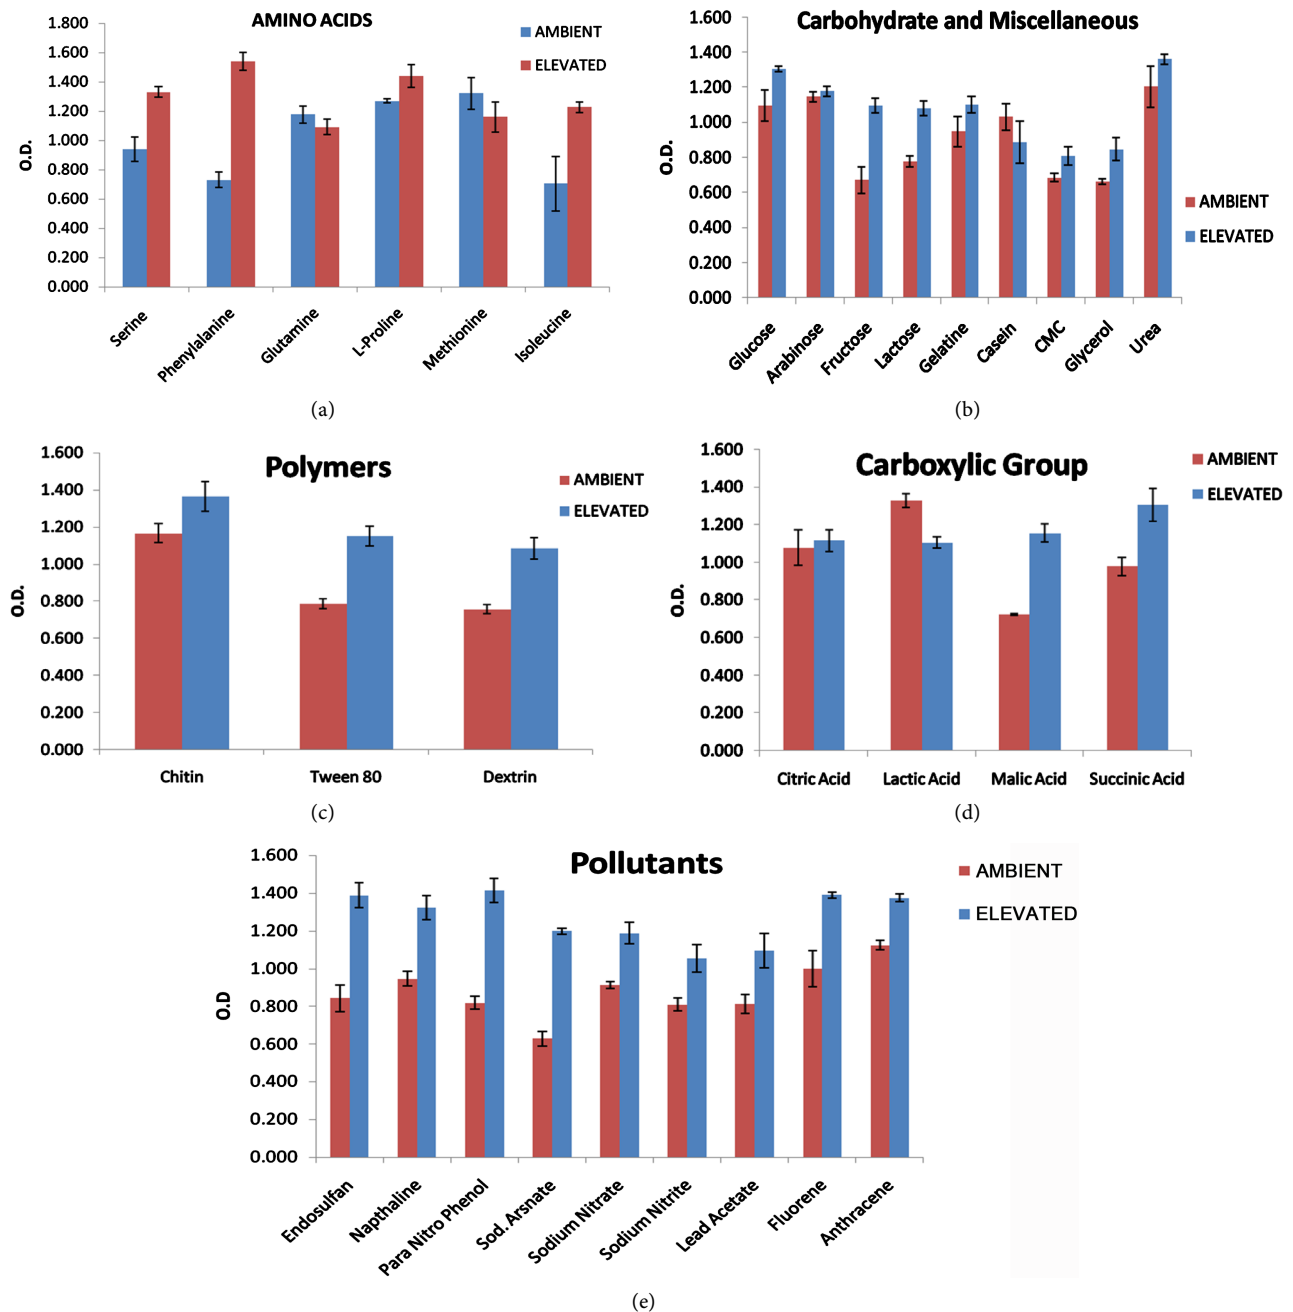 AMINO ACIDS
AMBIENT
ELEVATED
O.D.
1.800
1.600
1.400
1.200
1.000
0.800
0.600
0.400
0.200
0.000
Serine
Phenylalanine
Glutamine
L-Proline
Methionine
Isoleucine
(a)
Carbohydrate and Miscellaneous
O.D.
1.600
1.400
1.200
1.000
0.800
0.600
0.400
0.200
0.000
AMBIENT
ELEVATED
Glucose
Arabinose
Fructose
Lactose
Gelatine
Casein
CMC
Glycerol
Urea
(b)
Polymers
AMBIENT
ELEVATED
O.D.
1.600
1.400
1.200
1.000
0.800
0.600
0.400
0.200
0.000
Chitin
Tween 80
Dextrin
(c)
Carboxylic Group
AMBIENT
ELEVATED
O.D.
1.600
1.400
1.200
1.000
0.800
0.600
0.400
0.200
0.000
Citric Acid
Lactic Acid
Malic Acid
Succinic Acid
(d)
Pollutants
AMBIENT
ELEVATED
O.D
1.600
1.400
1.200
1.000
0.800
0.600
0.400
0.200
0.000
Endosulfan
Napthaline
Para Nitro Phenol
Sod. Arsnate
Sodium Nitrate
Sodium Nitrite
Lead Acetate
Fluorene
Anthracene
(e)